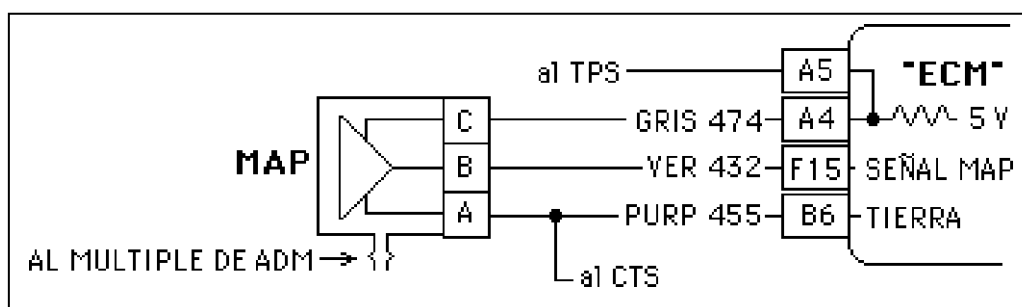 al TPS A5 "ECM"
C GRIS 474 A4 5 V
MAP B VER 432 F15 SEÑAL MAP
A PURP 455 B6 TIERRA
AL MULTIPLE DE ADM
al CTS